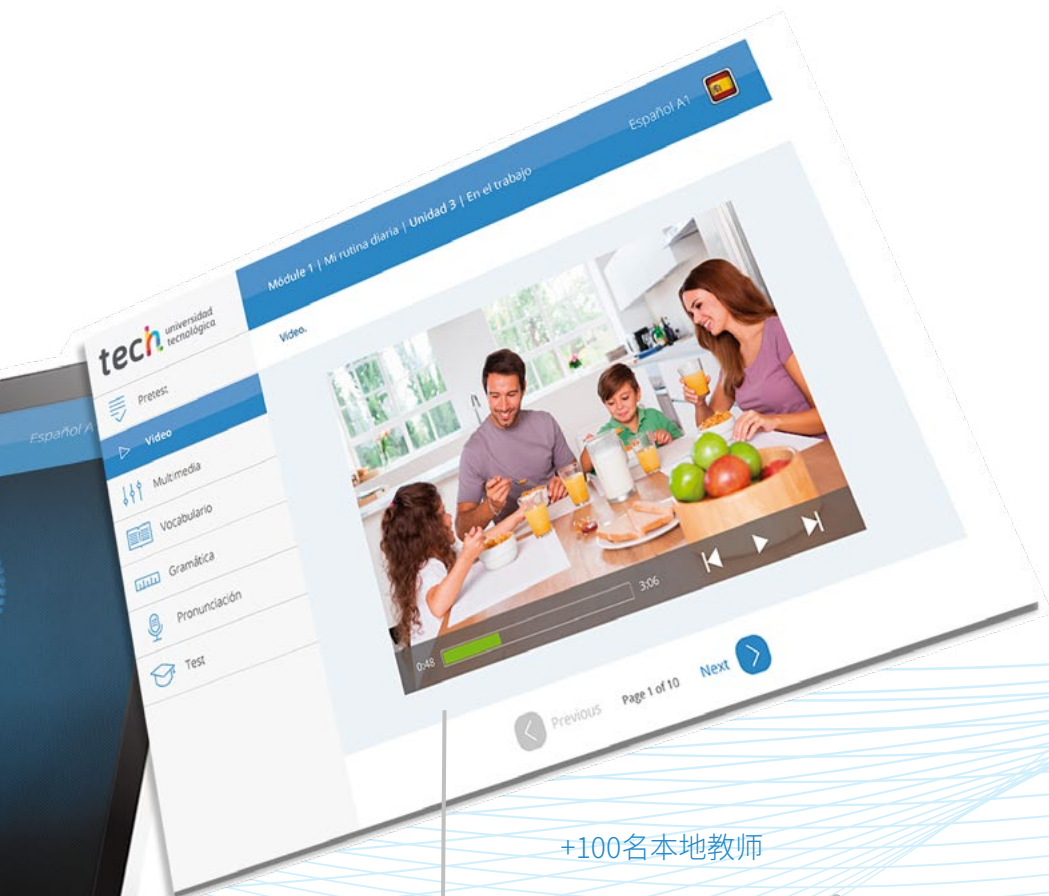 Español A1
Módule 1 | Mi rutina diaria | Unidad 3 | En el trabajo
tech universidad
tecnológica
Video.
Pretest
Video
Multimedia
Vocabulario
Gramática
Pronunciación
Test
0:48
3:06
Previous
Page 1 of 10
Next
Español A
+100名本地教师